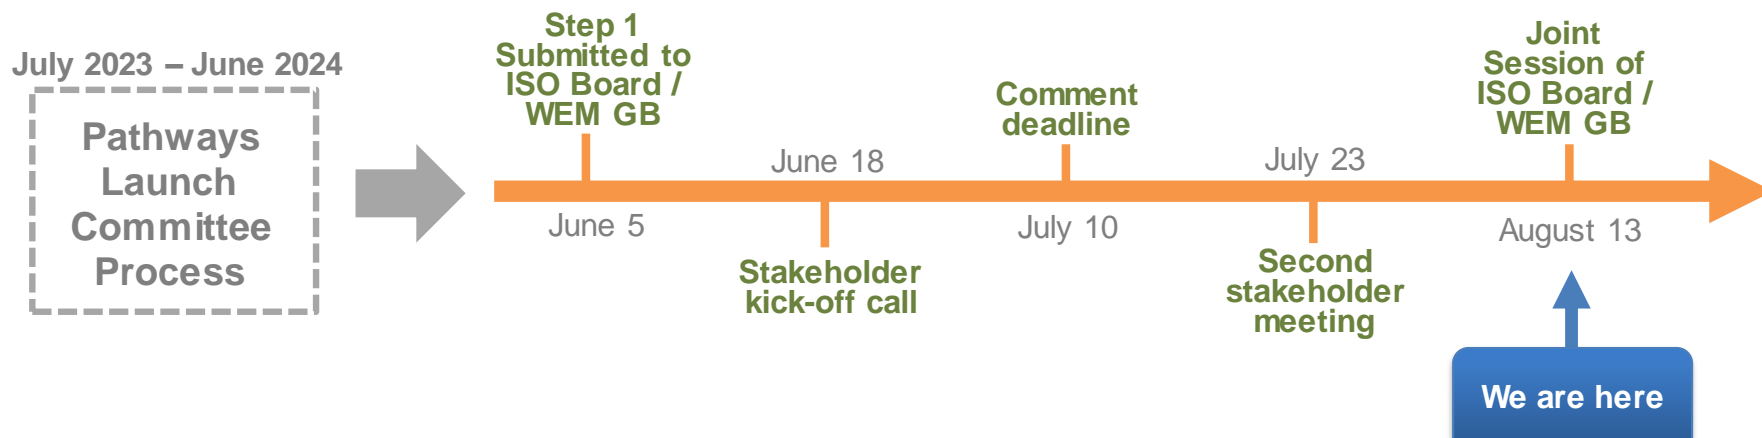 July 2023 – June 2024
Pathways
Launch
Committee
Process
Step 1
Submitted to
ISO Board /
WEM GB
June 5
June 18
Stakeholder
kick-off call
Comment
deadline
July 10
July 23
Second
stakeholder
meeting
Joint
Session of
ISO Board /
WEM GB
August 13
We are here